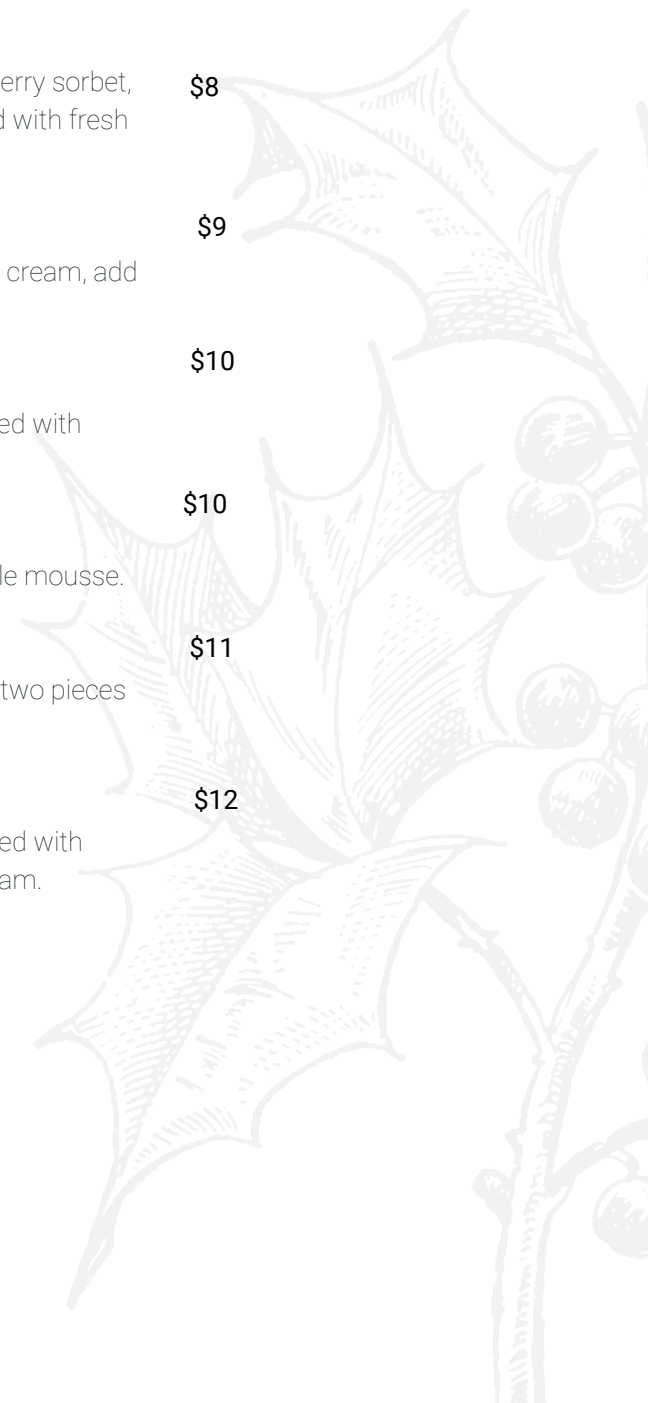 erry sorbet, $8
with fresh
$9
cream, add
$10
ed with
$10
le mousse.
$11
two pieces
$12
ed with
am.